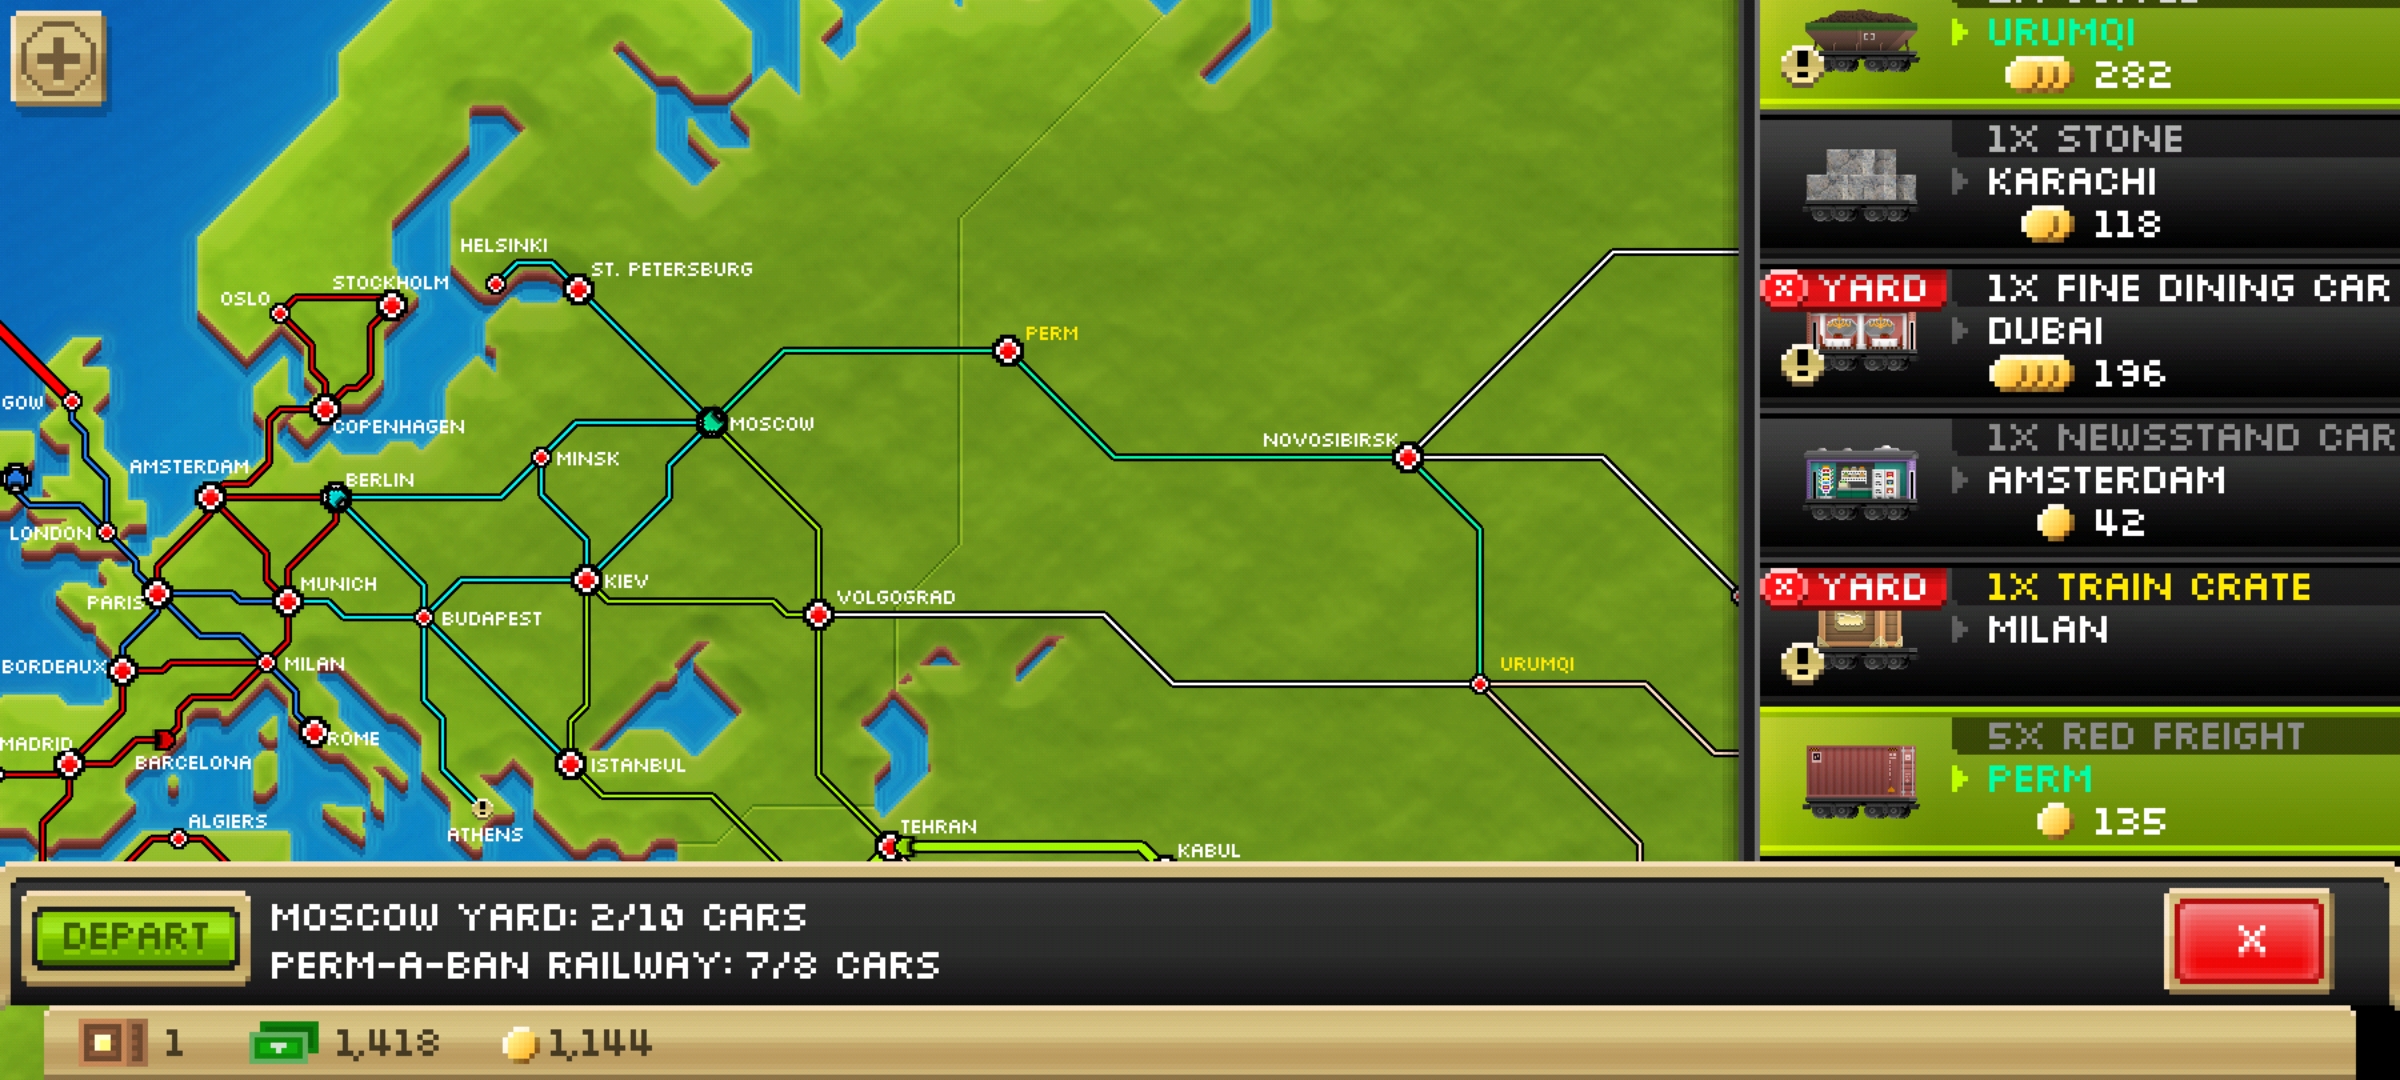 URUMQI
282
1X STONE
KARACHI
118
YARD
1X FINE DINING CAR
DUBAI
196
1X NEWSSTAND CAR
AMSTERDAM
42
YARD
1X TRAIN CRATE
MILAN
5X RED FREIGHT
PERM
135
HELSINKI
ST. PETERSBURG
STOCKHOLM
OSLO
PERM
GOW
COPENHAGEN
MOSCOW
NOVOSIBIRSK
AMSTERDAM
MINSK
BERLIN
LONDON
MUNICH
KIEV
PARIS
VOLGOGRAD
BUDAPEST
BORDEAUX
MILAN
URUMQI
MADRID
ROME
BARCELONA
ISTANBUL
ALGIERS
ATHENS
TEHRAN
KABUL
DEPART
MOSCOW YARD: 2/10 CARS
PERM-A-BAN RAILWAY: 7/8 CARS
X
1
1,418
1,144